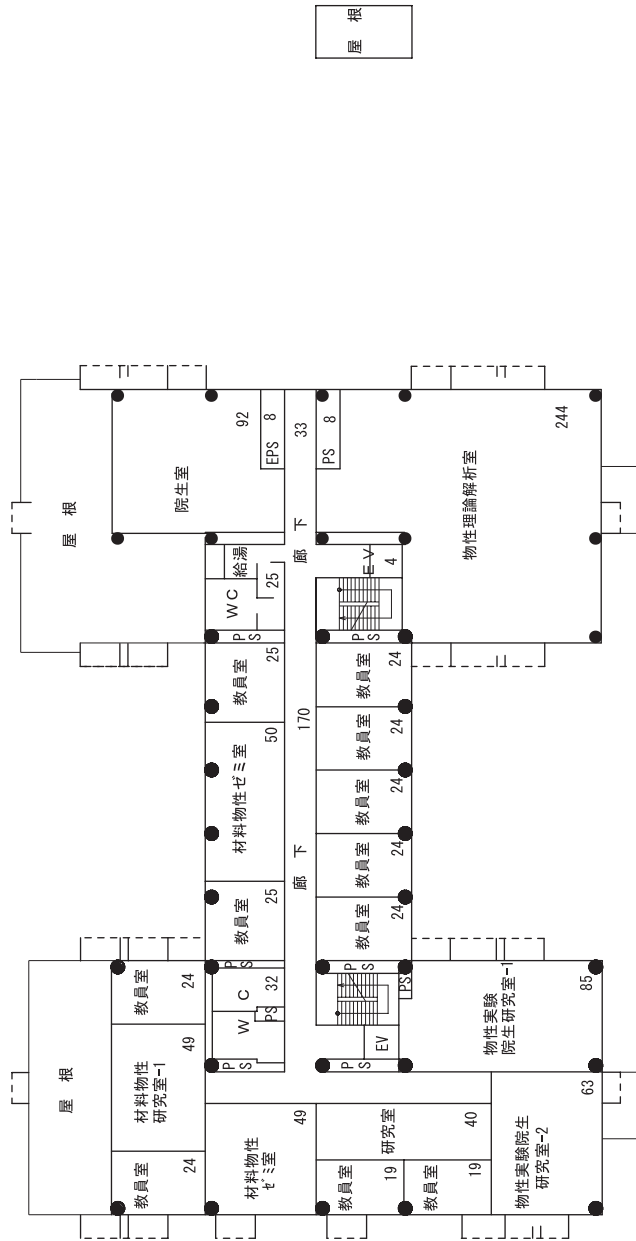 屋 根
屋 根
院生室
92
EPS 8
廊 下
33
PS 8
物性理論解析室
244
給湯
WC
25
EV
4
PS
PS
教員室
25
材料物性ゼミ室
50
教員室
25
廊 下
170
教員室
24
教員室
24
教員室
24
教員室
24
教員室
24
屋 根
教員室
24
材料物性
研究室-1
49
教員室
24
PS
W C
32
PS
PS
PS
PS
EV
PS
物性実験
院生研究室-1
85
材料物性
ゼミ室
49
研究室
40
教員室
19
教員室
19
物性実験院生
研究室-2
63